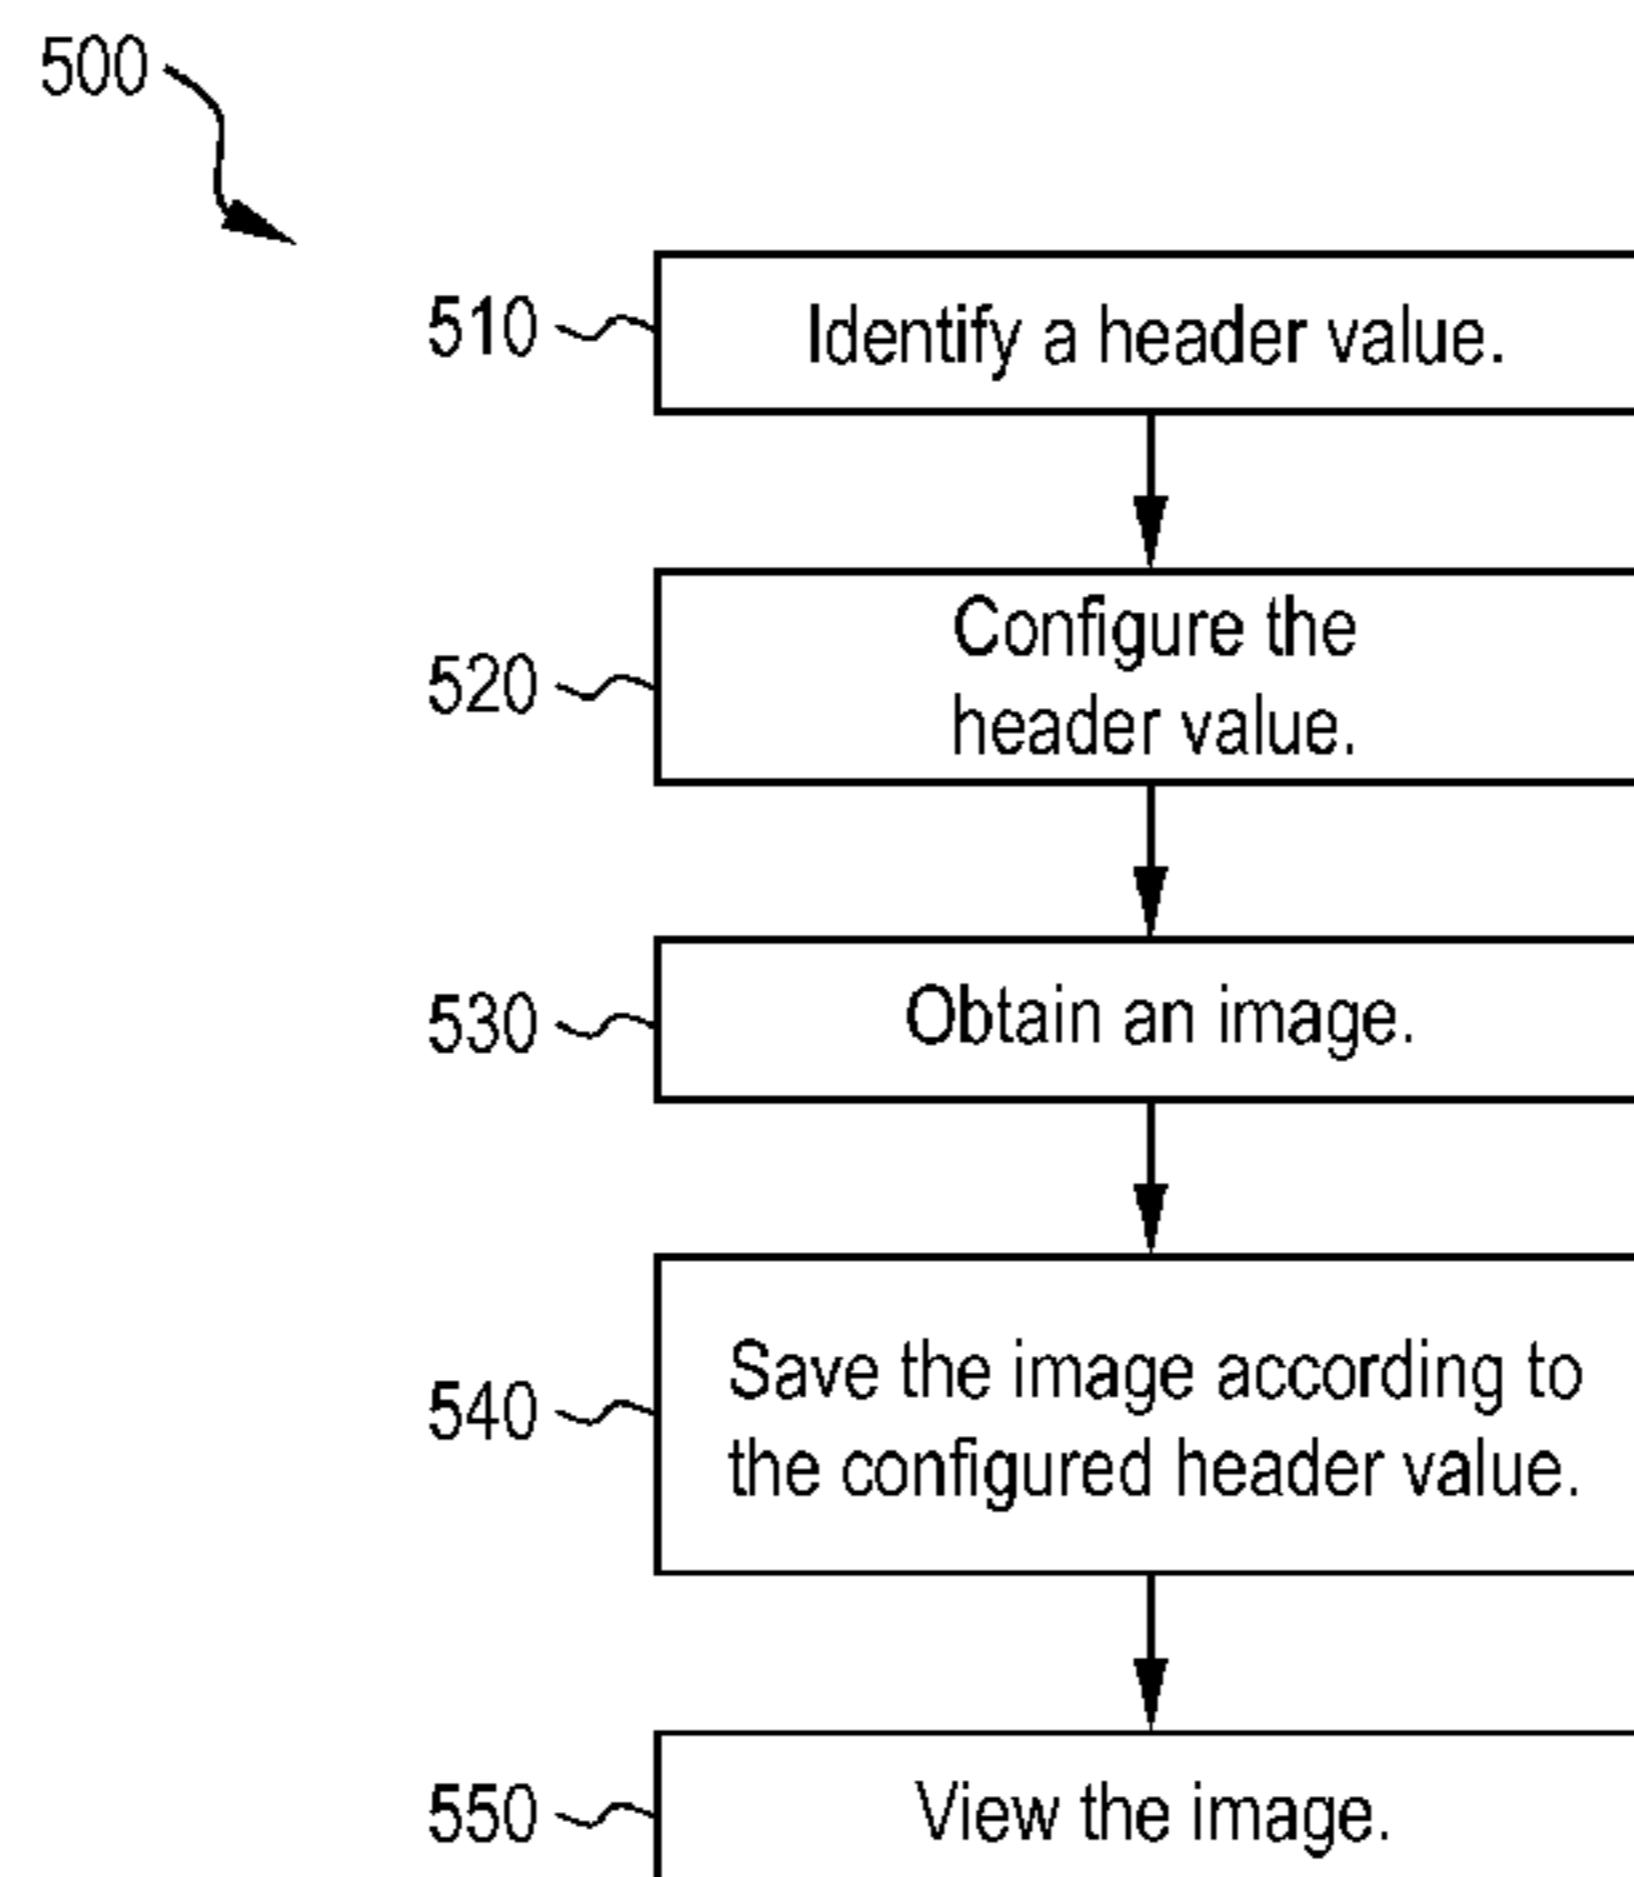 500
510
Identify a header value.
520
Configure the
header value.
530
Obtain an image.
540
Save the image according to
the configured header value.
550
View the image.